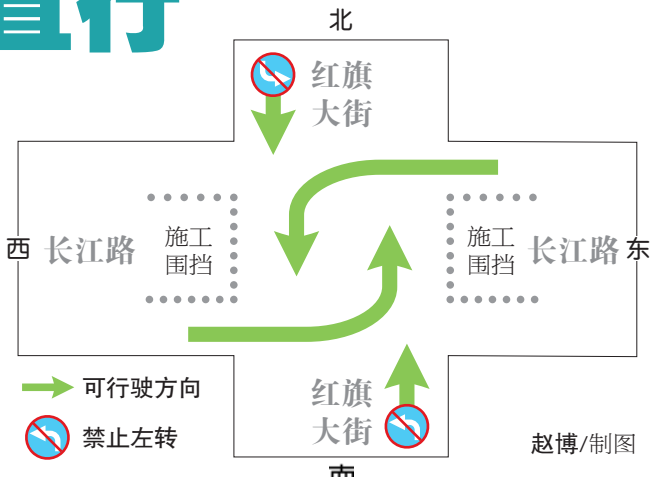 直行
北
红旗
大街
西
长江路
施工
围挡
施工
围挡
长江路
东
可行驶方向
红旗
大街
禁止左转
赵博/制图
南